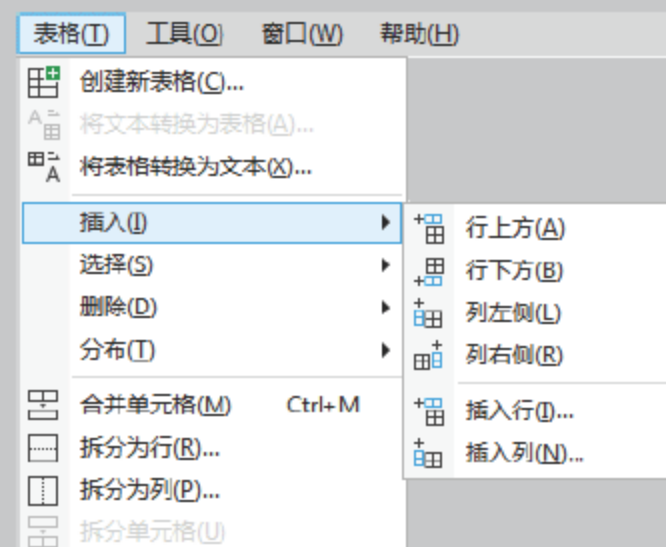 表格(T) 工具(O) 窗口(W) 帮助(H)
创建新表格(C)...
将文本转换为表格(A)...
将表格转换为文本(X)...
插入(I)
选择(S)
删除(D)
分布(T)
合并单元格(M) Ctrl+M
拆分为行(R)...
拆分为列(P)...
拆分单元格(U)
行上方(A)
行下方(B)
列左侧(L)
列右侧(R)
插入行(I)...
插入列(N)...